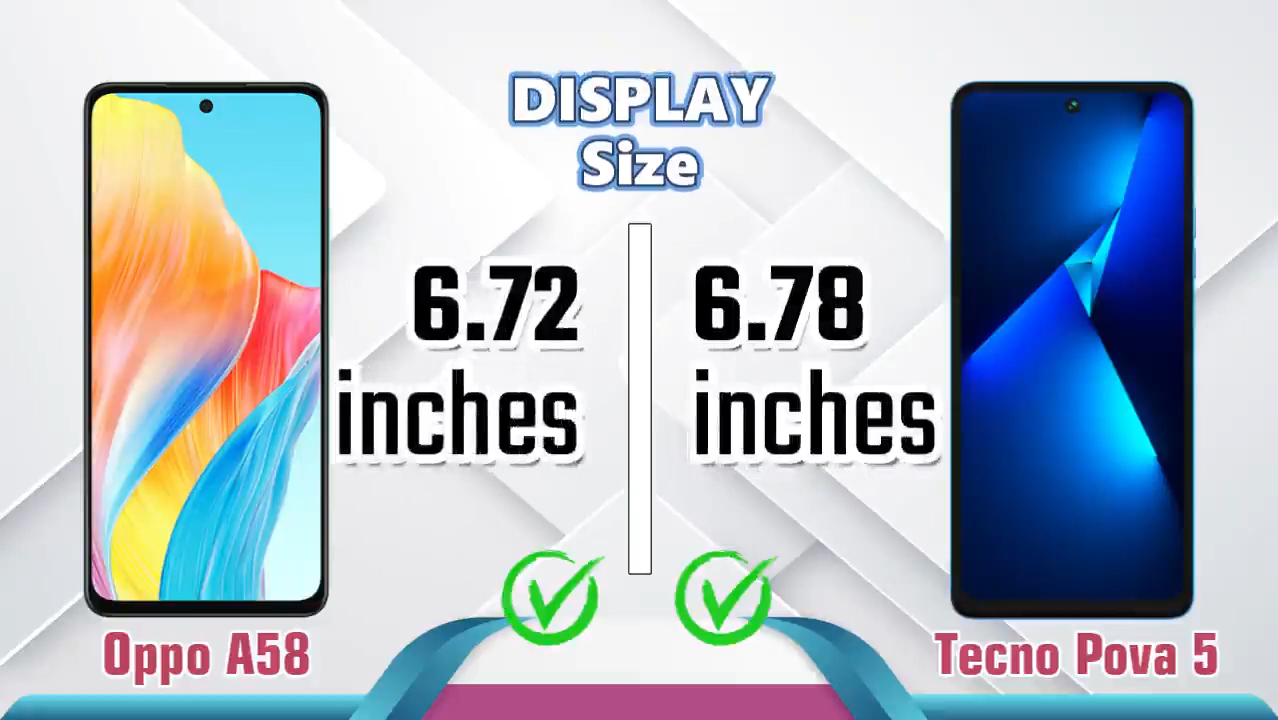 DISPLAY
Size
6.72
inches
6.78
inches
Oppo A58
Tecno Pova 5